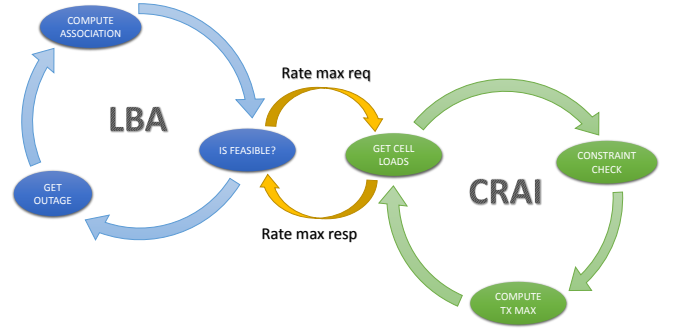 COMPUTE
ASSOCIATION
Rate max req
LBA
IS FEASIBLE?
GET CELL
LOADS
CONSTRAINT
CHECK
GET
OUTAGE
CRAI
Rate max resp
COMPUTE
TX MAX